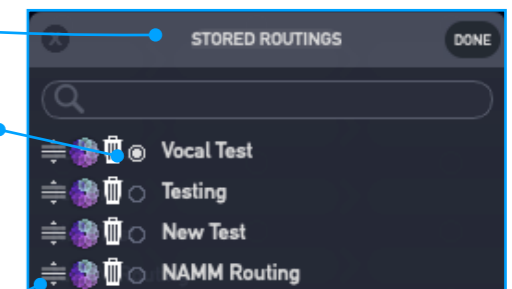 X STORED ROUTINGS DONE
Vocal Test
Testing
New Test
NAMM Routing